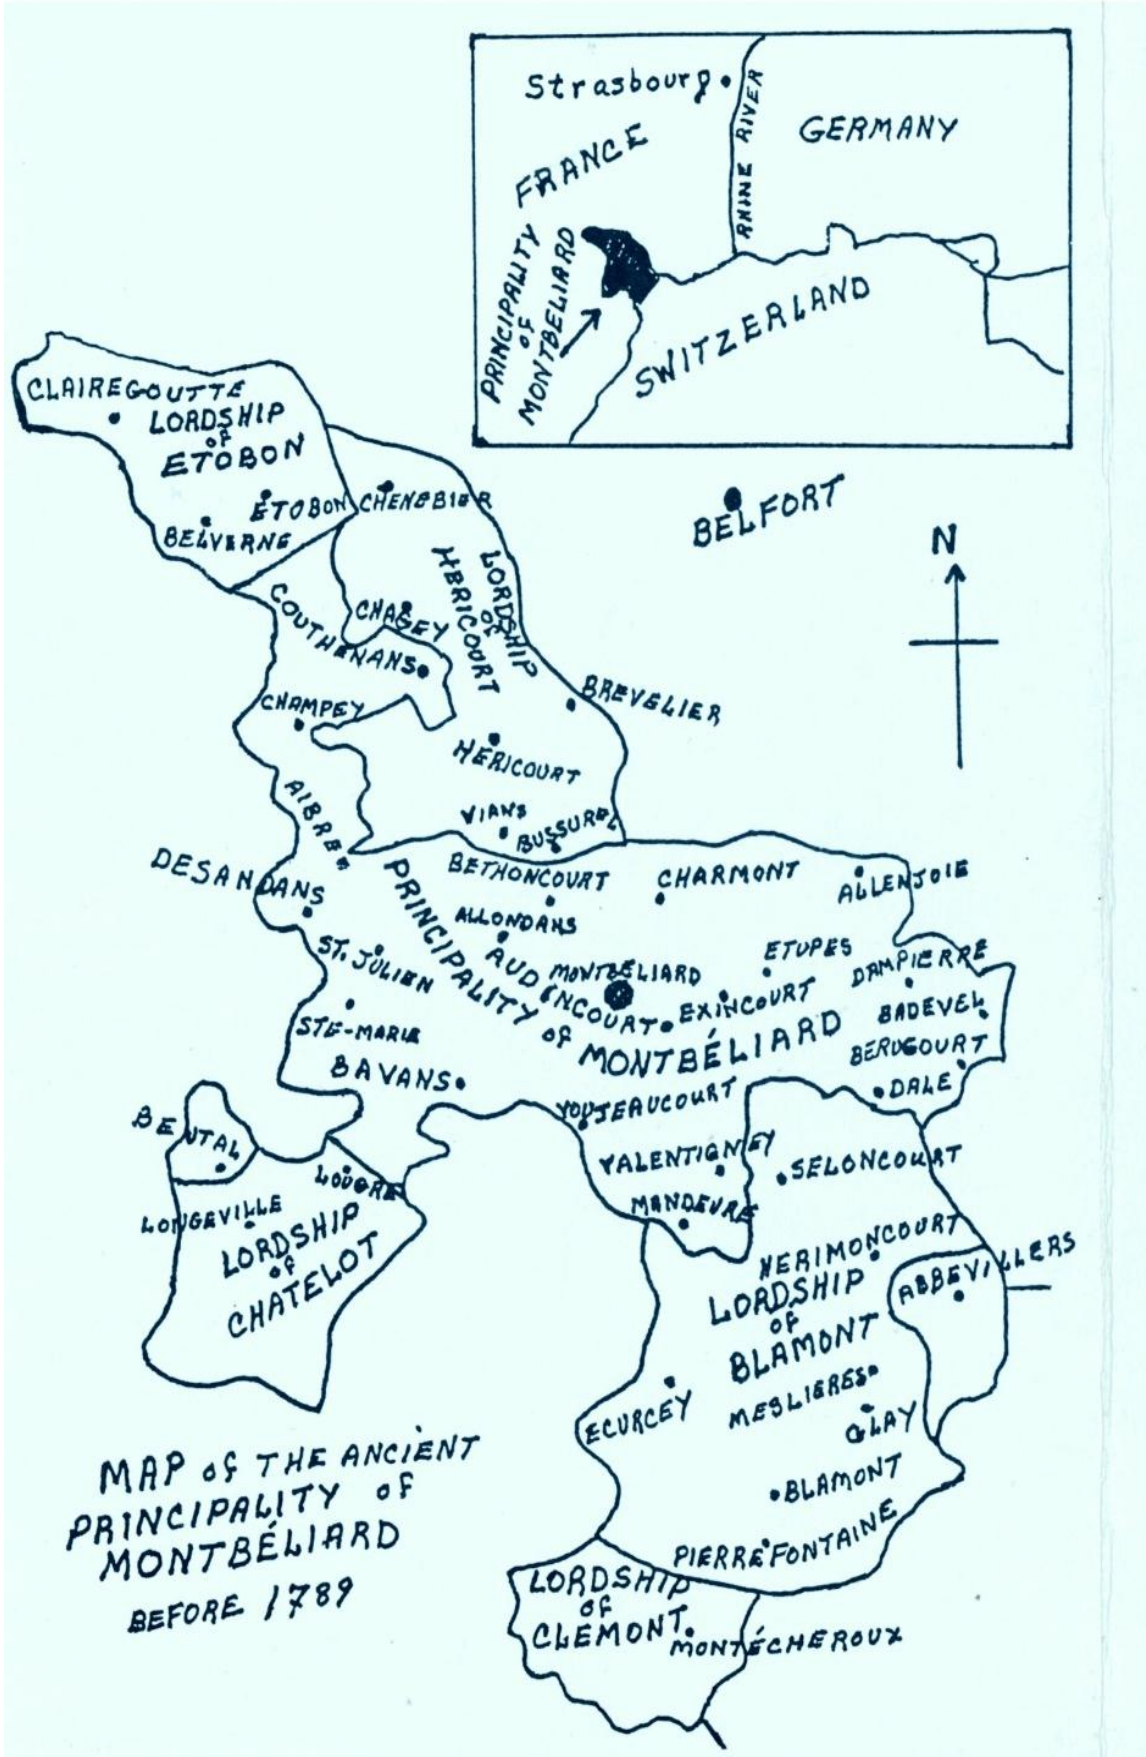 Strasbourg
RHINE RIVER
GERMANY
FRANCE
PRINCIPALITY
of
MONTBELIARD
SWITZERLAND
CLAIREGOUTTE
LORDSHIP
of
ETOBON
ETOBON
CHENEBIER
BELVERNE
BELFORT
N
LORDSHIP
of
HERICOURT
COUTHENANS
CHAGEY
BREVELIER
CHAMPEY
HÉRICOURT
AIBRE
VIANS
BUSSUREL
DESANDANS
BETHONCOURT
CHARMONT
ALLENJOIE
ALLONDANS
PRINCIPALITY of
MONTBÉLIARD
ST. JULIEN
AUDINCOURT
MONTBÉLIARD
ETUPES
EXINCOURT
DAMPIERRE
BADEVEL
STE-MARIE
BERUCOURT
BAVANS
DALE
VOUJEAUCOURT
BEUTAL
VALENTIGNEY
SELONCOURT
LOUGRE
MANDEURE
LONGEVILLE
LORDSHIP
of
CHATELOT
HERIMONCOURT
ABBEVILLERS
LORDSHIP
of
BLAMONT
MESLIERES
ECURCEY
GLAY
BLAMONT
PIERREFONTAINE
LORDSHIP
of
CLEMONT
MONTÉCHEROUX
MAP of THE ANCIENT
PRINCIPALITY of
MONTBÉLIARD
BEFORE 1789